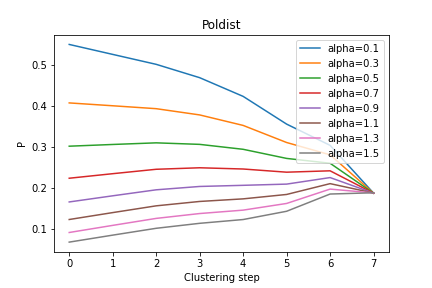 Poldist
P
0.5
0.4
0.3
0.2
0.1
alpha=0.1
alpha=0.3
alpha=0.5
alpha=0.7
alpha=0.9
alpha=1.1
alpha=1.3
alpha=1.5
0 1 2 3 4 5 6 7
Clustering step